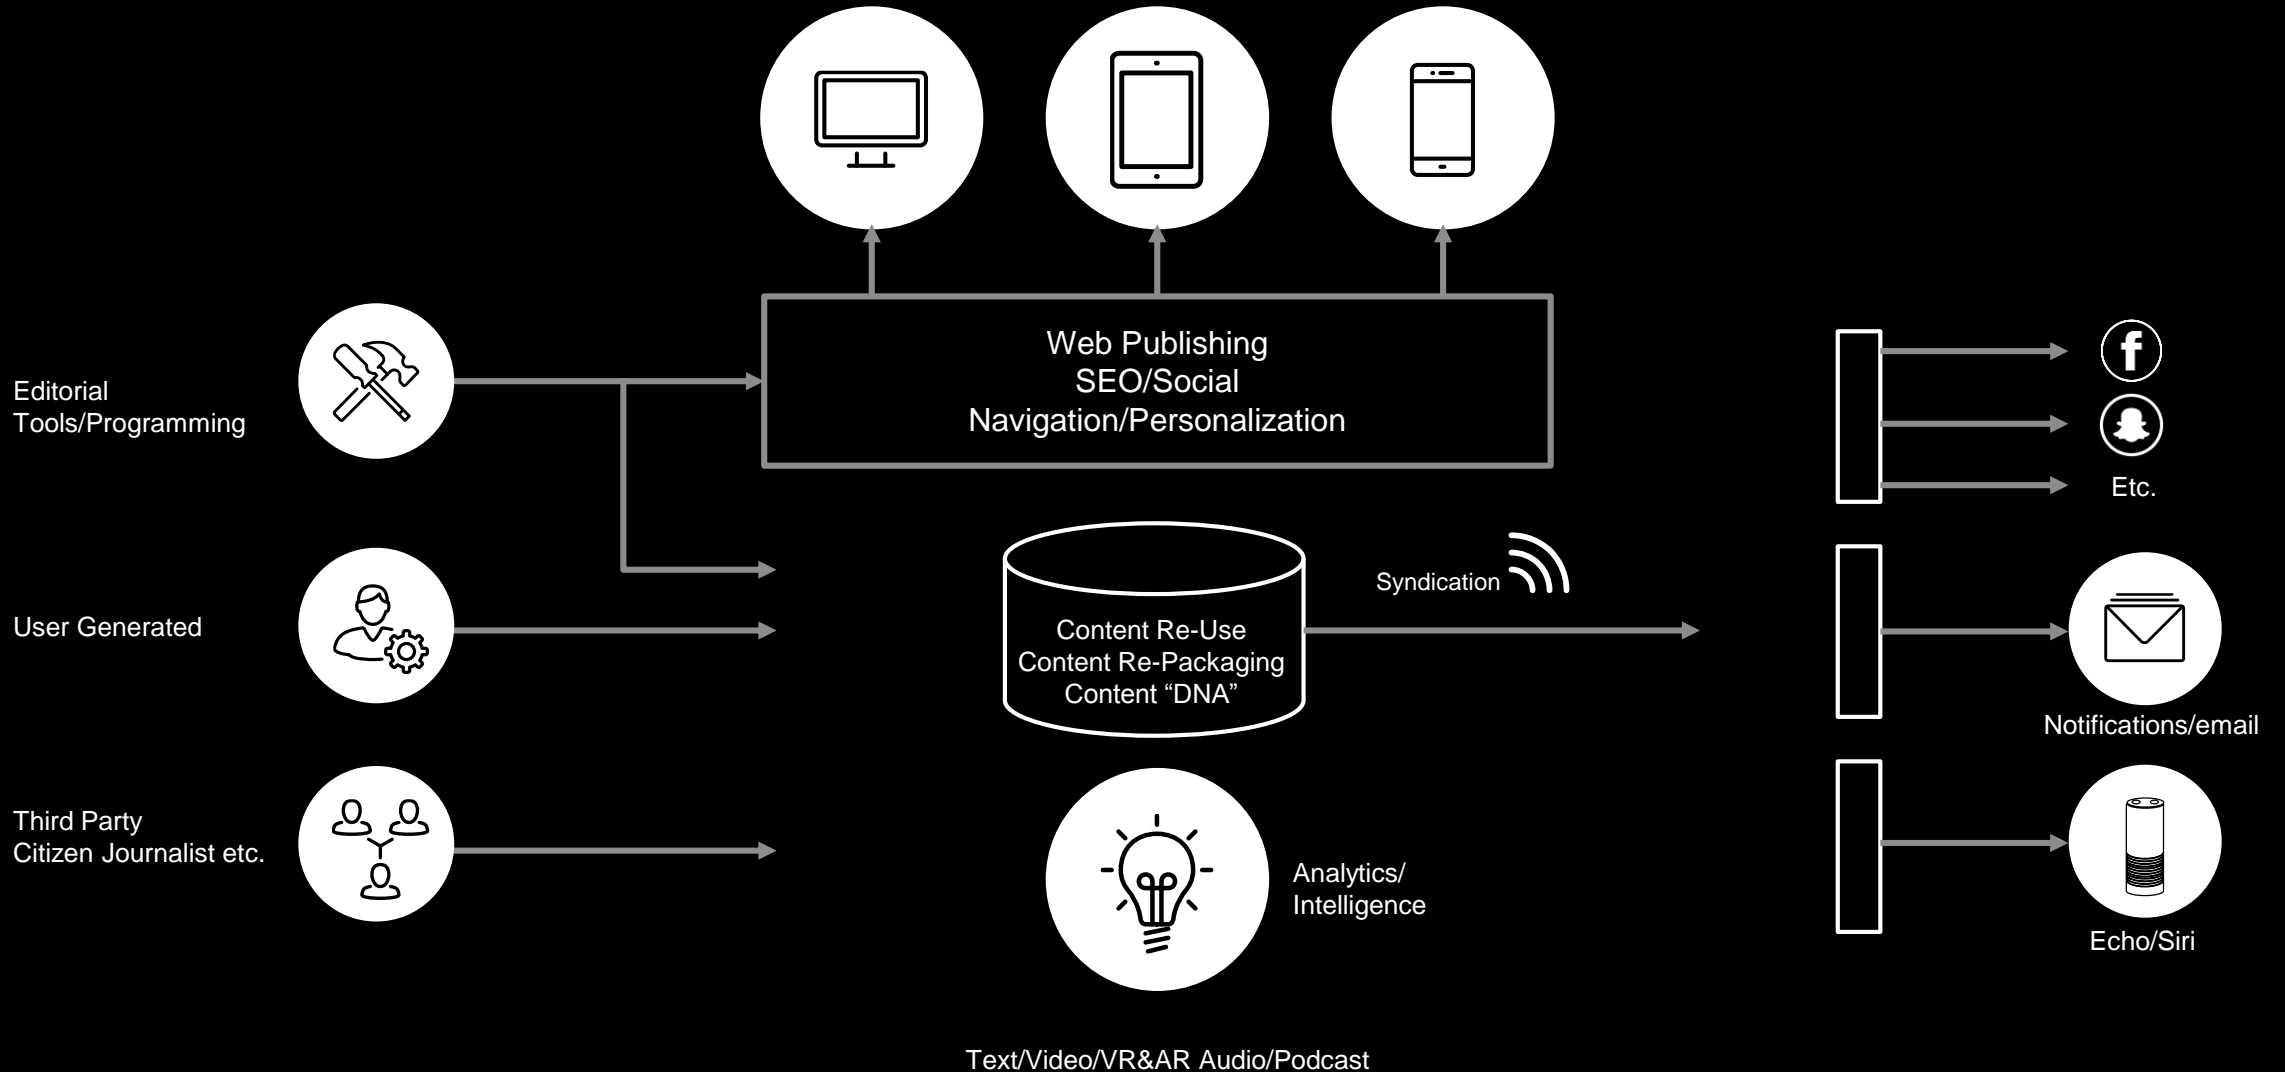 Web Publishing
SEO/Social
Navigation/Personalization
Editorial
Tools/Programming
f
Etc.
Syndication
User Generated
Content Re-Use
Content Re-Packaging
Content “DNA”
Notifications/email
Third Party
Citizen Journalist etc.
Analytics/
Intelligence
Echo/Siri
Text/Video/VR&AR Audio/Podcast